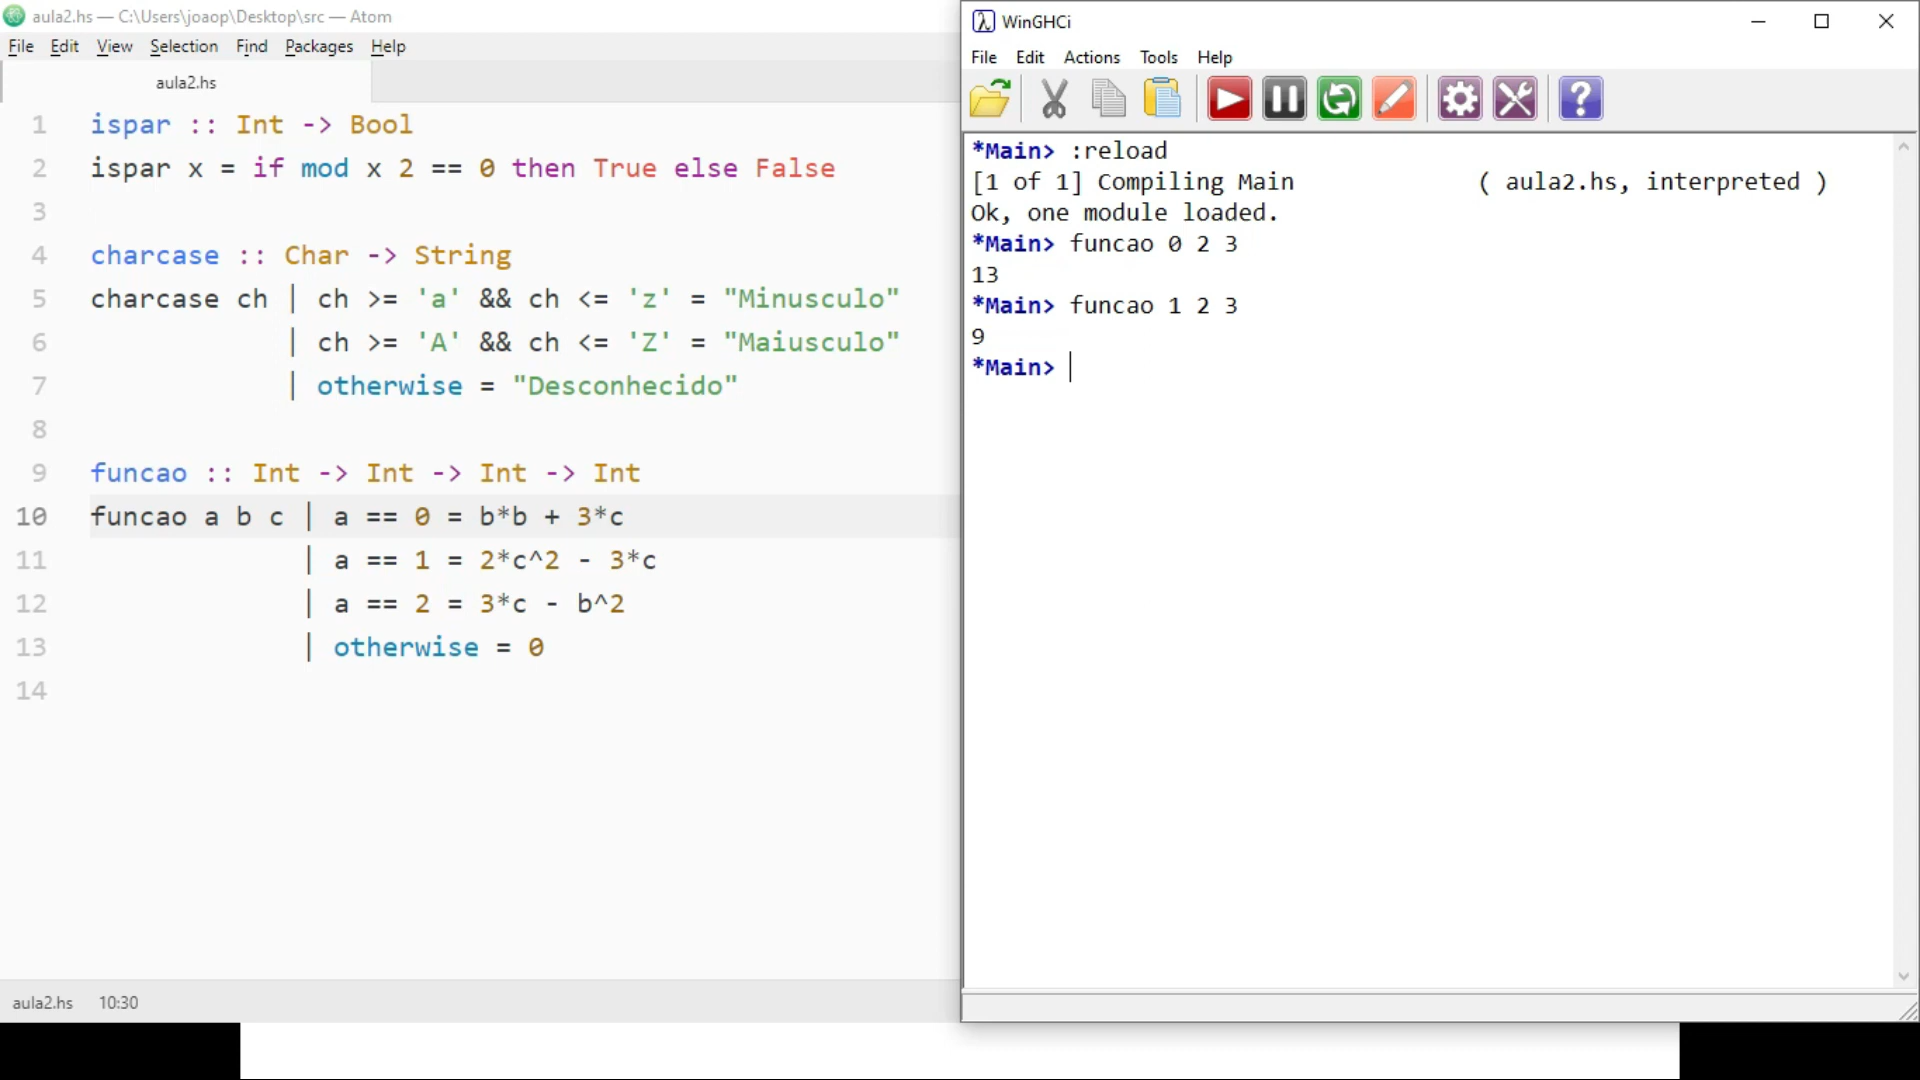 aula2.hs — C:\Users\joaop\Desktop\src — Atom
File Edit View Selection Find Packages Help
aula2.hs
1 ispar :: Int -> Bool
2 ispar x = if mod x 2 == 0 then True else False
3
4 charcase :: Char -> String
5 charcase ch | ch >= 'a' && ch <= 'z' = "Minusculo"
6 | ch >= 'A' && ch <= 'Z' = "Maiusculo"
7 | otherwise = "Desconhecido"
8
9 funcao :: Int -> Int -> Int -> Int
10 funcao a b c | a == 0 = b*b + 3*c
11 | a == 1 = 2*c^2 - 3*c
12 | a == 2 = 3*c - b^2
13 | otherwise = 0
14
aula2.hs 10:30
WinGHCi
File Edit Actions Tools Help
*Main> :reload
[1 of 1] Compiling Main ( aula2.hs, interpreted )
Ok, one module loaded.
*Main> funcao 0 2 3
13
*Main> funcao 1 2 3
9
*Main>